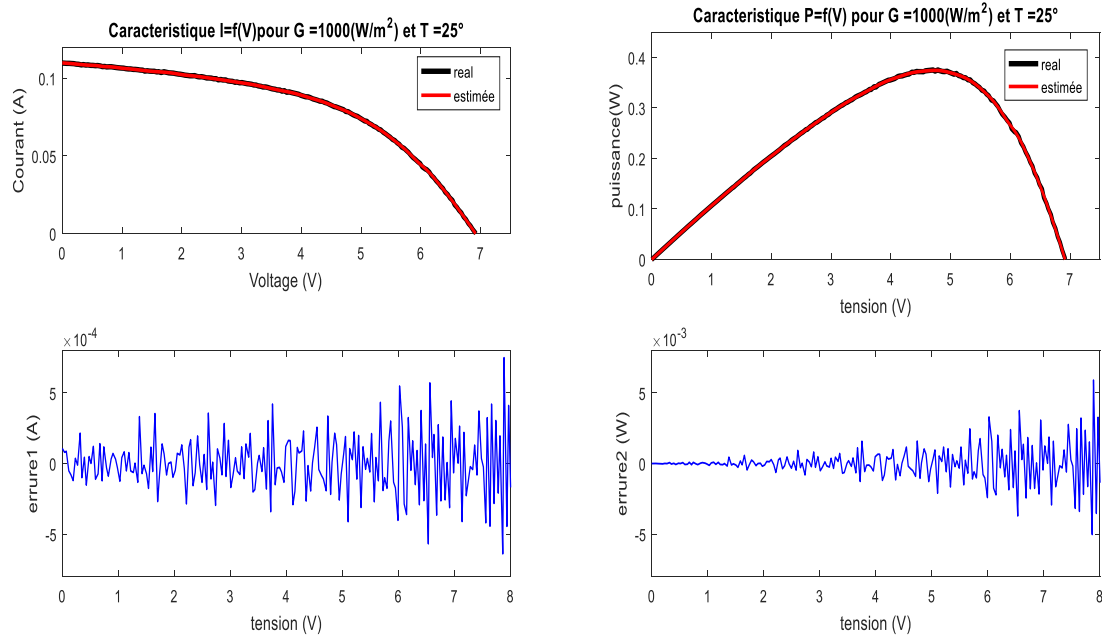 Caracteristique I=f(V)pour G =1000(W/m²) et T =25°
Courant (A)
0.1
0.05
0
real
estimée
0 1 2 3 4 5 6 7
Voltage (V)
Caracteristique P=f(V) pour G =1000(W/m²) et T =25°
puissance(W)
0.4
0.3
0.2
0.1
0
real
estimée
0 1 2 3 4 5 6 7
tension (V)
×10⁻⁴
errure1 (A)
5
0
-5
0 1 2 3 4 5 6 7 8
tension (V)
×10⁻³
errure2 (W)
5
0
-5
0 1 2 3 4 5 6 7 8
tension (V)